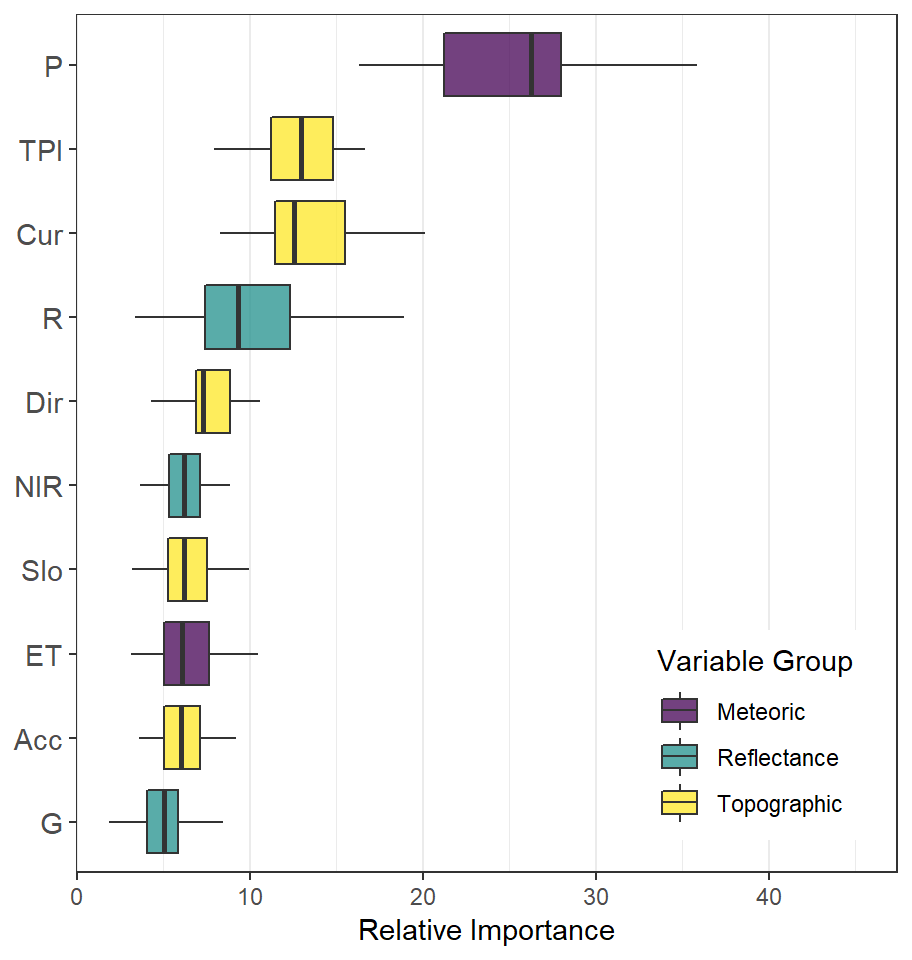 P
TPI
Cur
R
Dir
NIR
Slo
ET
Acc
G
Variable Group
Meteoric
Reflectance
Topographic
0 10 20 30 40
Relative Importance